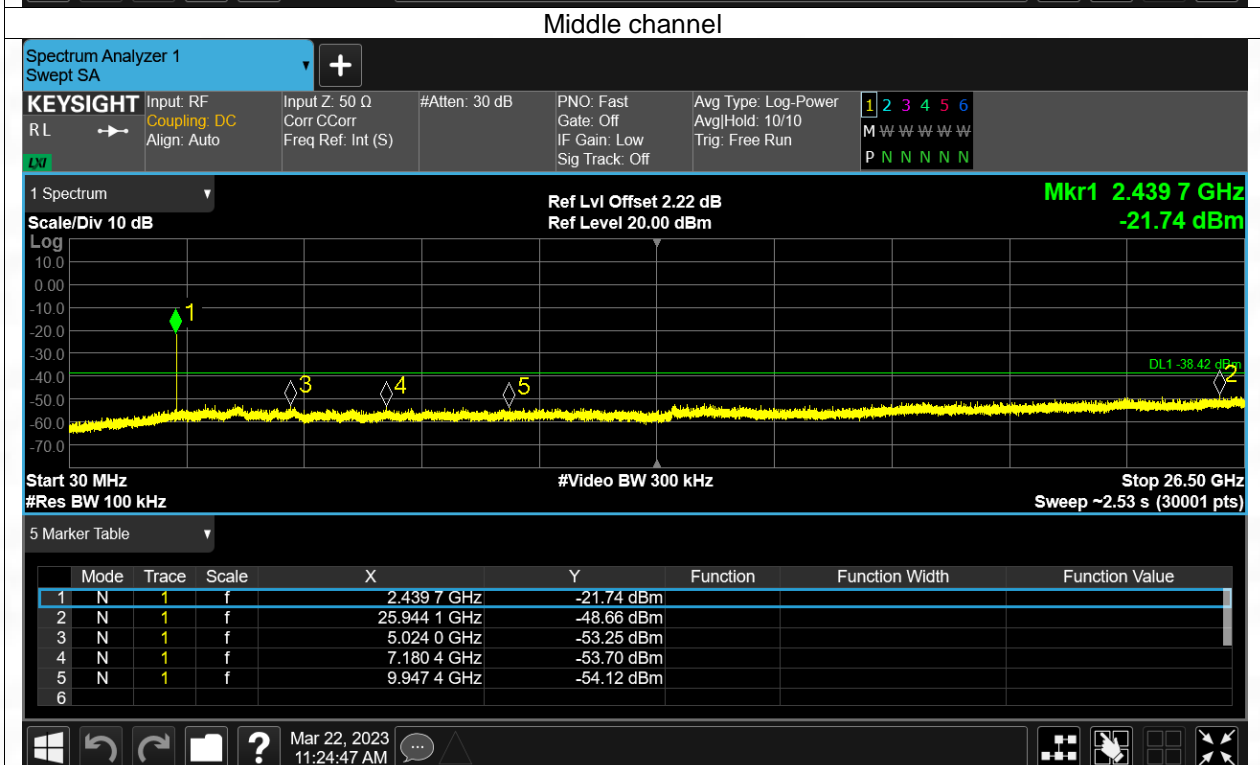 Middle channel
Spectrum Analyzer 1
Swept SA
KEYSIGHT
R L
LXI
Input: RF
Coupling: DC
Align: Auto
Input Z: 50 Ω
Corr CCorr
Freq Ref: Int (S)
#Atten: 30 dB
PNO: Fast
Gate: Off
IF Gain: Low
Sig Track: Off
Avg Type: Log-Power
Avg|Hold: 10/10
Trig: Free Run
1 2 3 4 5 6
M W W W W W
P N N N N N
1 Spectrum
Scale/Div 10 dB
Ref Lvl Offset 2.22 dB
Ref Level 20.00 dBm
Mkr1 2.439 7 GHz
-21.74 dBm
Log
10.0
0.00
-10.0
-20.0
-30.0
-40.0
-50.0
-60.0
-70.0
1
3
4
5
DL1 -38.42 dBm
2
Start 30 MHz
#Res BW 100 kHz
#Video BW 300 kHz
Stop 26.50 GHz
Sweep ~2.53 s (30001 pts)
5 Marker Table
Mode Trace Scale X Y Function Function Width Function Value
1 N 1 f 2.439 7 GHz -21.74 dBm
2 N 1 f 25.944 1 GHz -48.66 dBm
3 N 1 f 5.024 0 GHz -53.25 dBm
4 N 1 f 7.180 4 GHz -53.70 dBm
5 N 1 f 9.947 4 GHz -54.12 dBm
6
?
Mar 22, 2023
11:24:47 AM